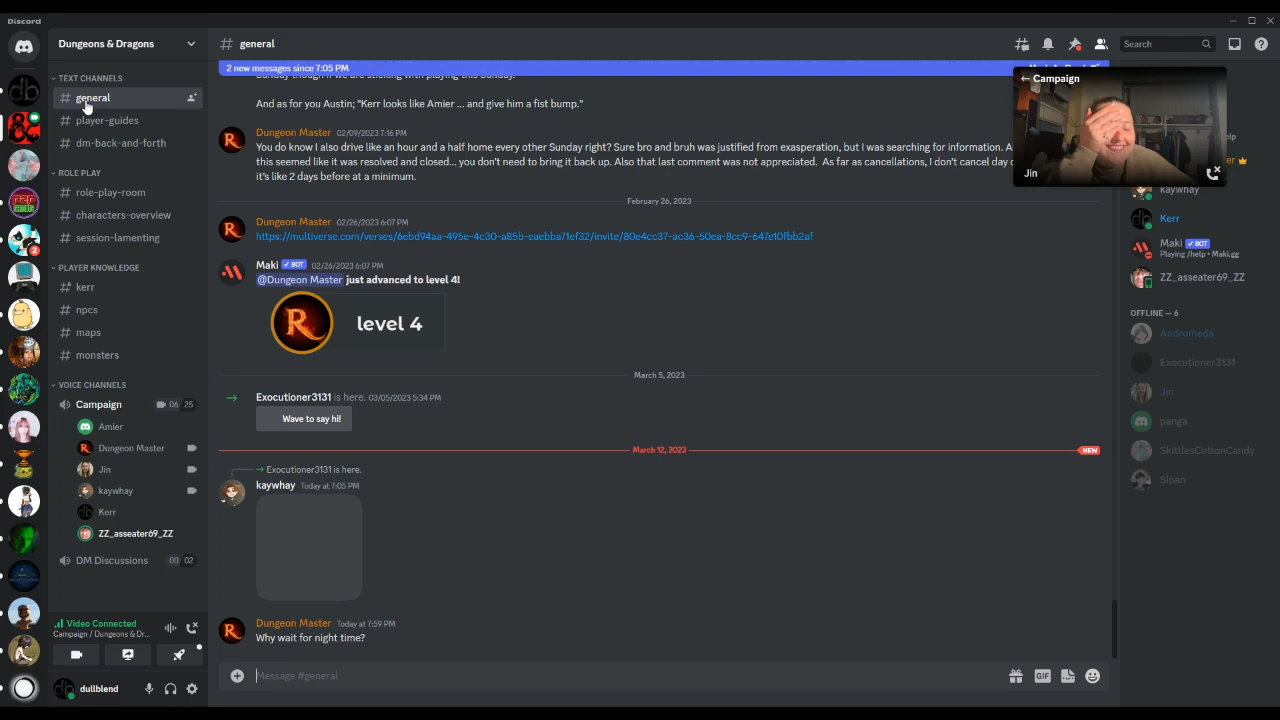 Discord
Dungeons & Dragons
# general
Search
TEXT CHANNELS
# general
# player-guides
# dm-back-and-forth
ROLE PLAY
# role-play-room
# characters-overview
# session-lamenting
PLAYER KNOWLEDGE
# kerr
# npcs
# maps
# monsters
VOICE CHANNELS
Campaign 06 25
Amier
Dungeon Master
Jin
kaywhay
Kerr
ZZ_asseater69_ZZ
DM Discussions 00 02
Video Connected
Campaign / Dungeons & Dr...
dullblend
2
2 new messages since 7:05 PM
And as for you Austin; "Kerr looks like Amier ... and give him a fist bump."
Dungeon Master 02/09/2023 7:16 PM
You do know I also drive like an hour and a half home every other Sunday right? Sure bro and bruh was justified from exasperation, but I was searching for information. A
this seemed like it was resolved and closed... you don't need to bring it back up. Also that last comment was not appreciated. As far as cancellations, I don't cancel day
it's like 2 days before at a minimum.
February 26, 2023
Dungeon Master 02/26/2023 6:07 PM
https://multiverse.com/verses/6ebd94aa-495e-4c30-a85b-eaebba71ef32/invite/80e4cc37-ac36-50ea-8cc9-647e10fbb2af
Maki BOT 02/26/2023 6:07 PM
@Dungeon Master just advanced to level 4!
R level 4
March 5, 2023
Exocutioner3131 is here. 03/05/2023 5:34 PM
Wave to say hi!
March 12, 2023 NEW
Exocutioner3131 is here.
kaywhay Today at 7:05 PM
Dungeon Master Today at 7:59 PM
Why wait for night time?
Message #general
GIF
Campaign
Jin
kaywhay
Kerr
Maki BOT
Playing /help • Maki.gg
ZZ_asseater69_ZZ
OFFLINE — 6
Andromeda
Executioner3131
Jin
panga
SkittlesCottonCandy
Sloan